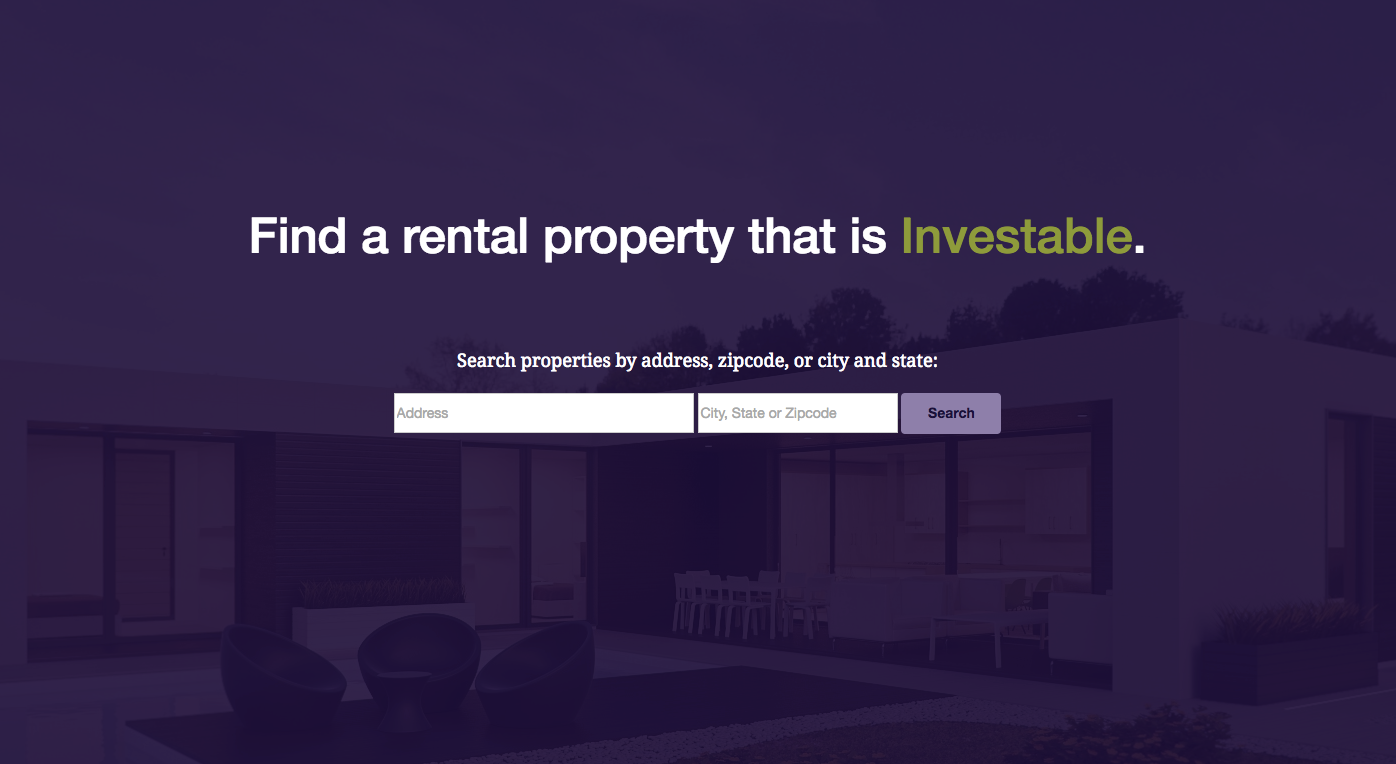 Find a rental property that is Investable.
Search properties by address, zipcode, or city and state:
Address City, State or Zipcode Search